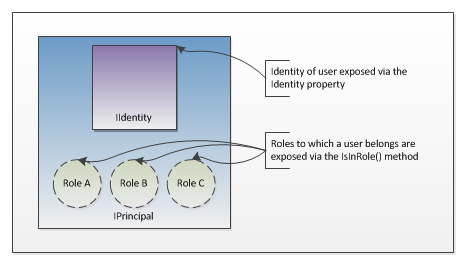 Identity of user exposed via the
Identity property
IIdentity
Roles to which a user belongs are
exposed via the IsInRole() method
Role A
Role B
Role C
IPrincipal